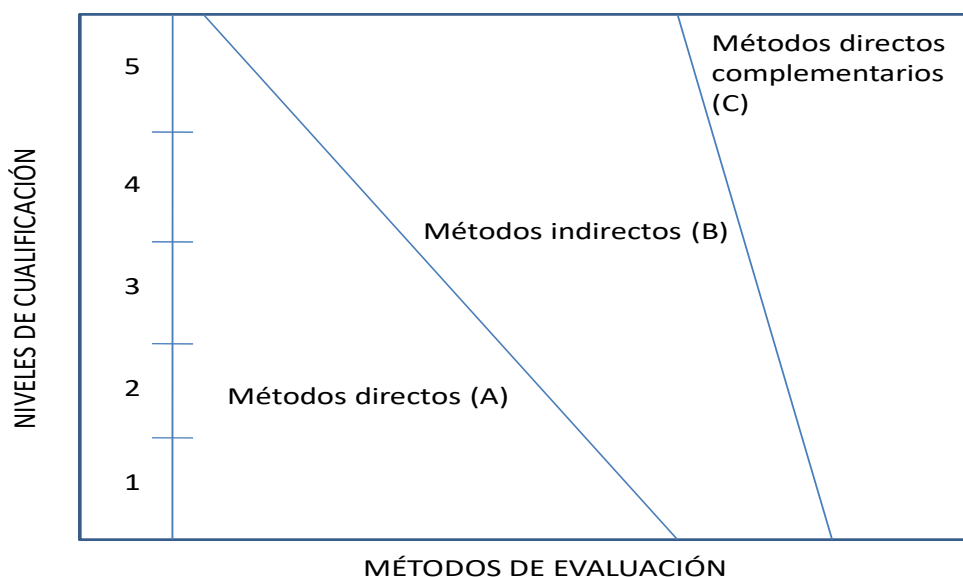 Métodos directos
complementarios
(C)
5
4
Métodos indirectos (B)
3
2
Métodos directos (A)
1
NIVELES DE CUALIFICACIÓN
MÉTODOS DE EVALUACIÓN